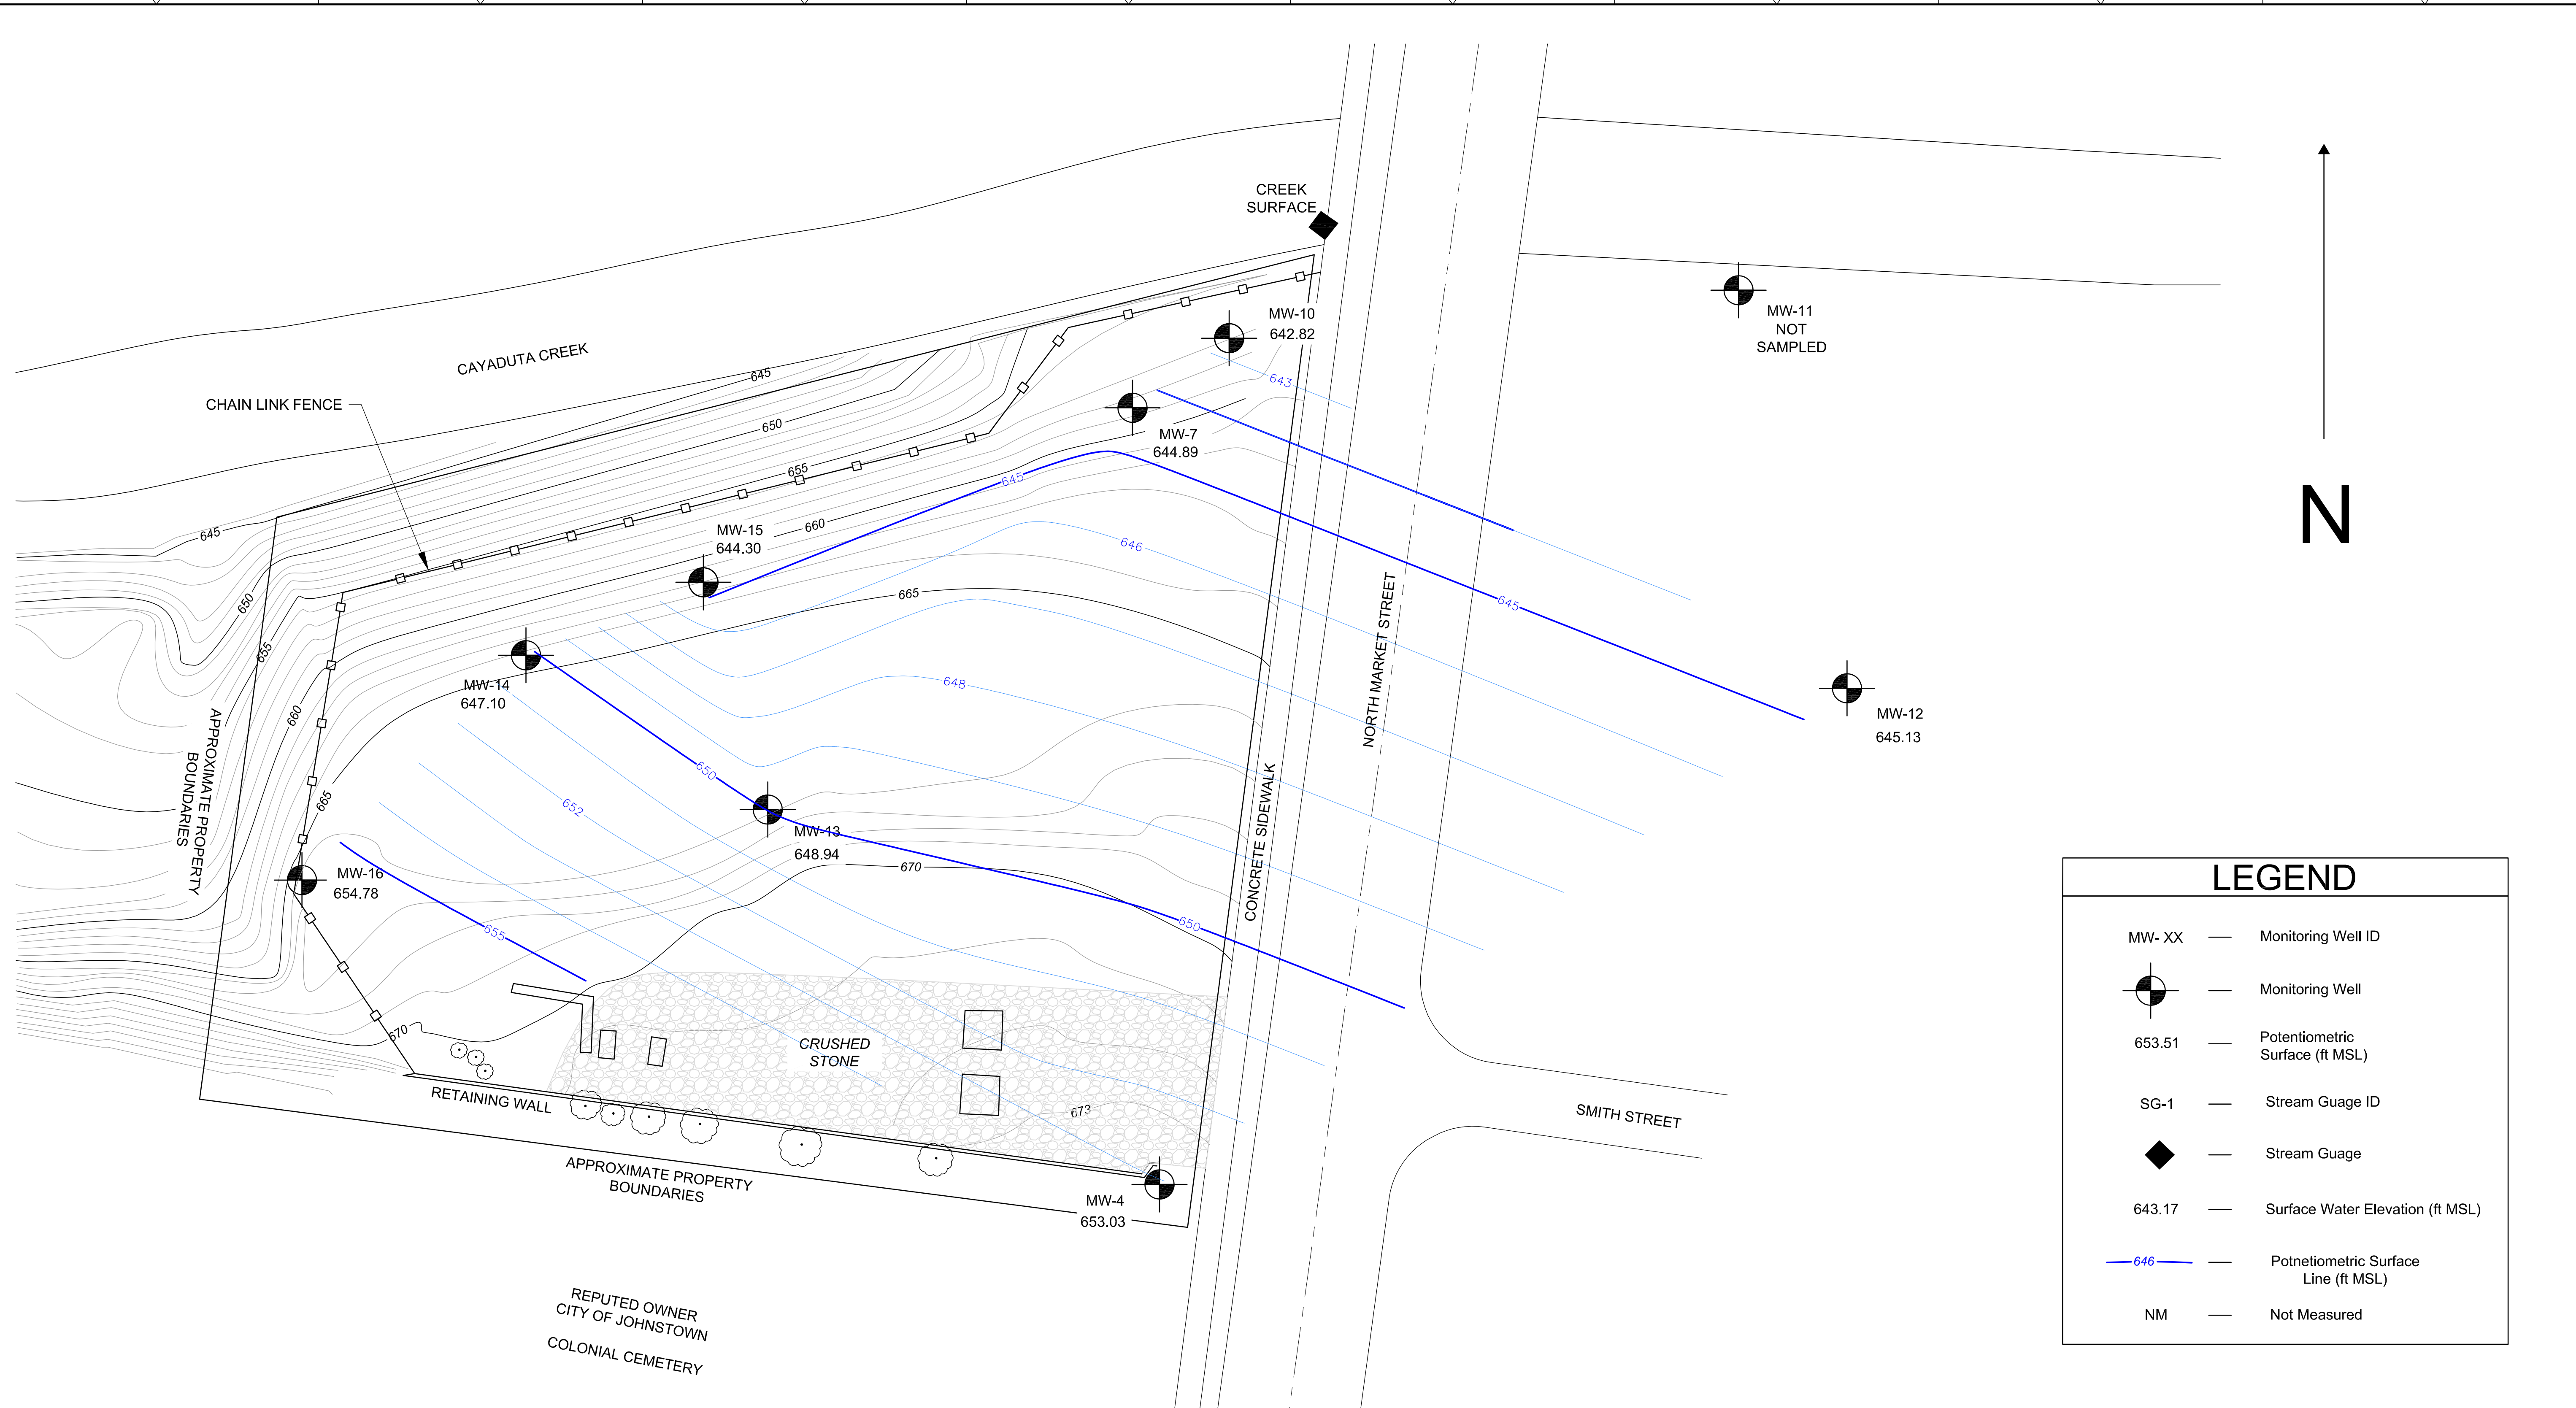 CREEK
SURFACE
MW-10
642.82
MW-11
NOT
SAMPLED
643
CAYADUTA CREEK
645
CHAIN LINK FENCE
650
MW-7
644.89
655
645
N
MW-15
644.30
660
645
646
665
645
650
655
NORTH MARKET STREET
MW-14
647.10
648
660
MW-12
645.13
APPROXIMATE PROPERTY
BOUNDARIES
650
652
665
MW-13
648.94
CONCRETE SIDEWALK
670
MW-16
654.78
655
650
670
CRUSHED
STONE
RETAINING WALL
673
SMITH STREET
APPROXIMATE PROPERTY
BOUNDARIES
MW-4
653.03
REPUTED OWNER
CITY OF JOHNSTOWN
COLONIAL CEMETERY
LEGEND
MW- XX — Monitoring Well ID
— Monitoring Well
653.51 — Potentiometric
Surface (ft MSL)
SG-1 — Stream Guage ID
— Stream Guage
643.17 — Surface Water Elevation (ft MSL)
646 — Potnetiometric Surface
Line (ft MSL)
NM — Not Measured